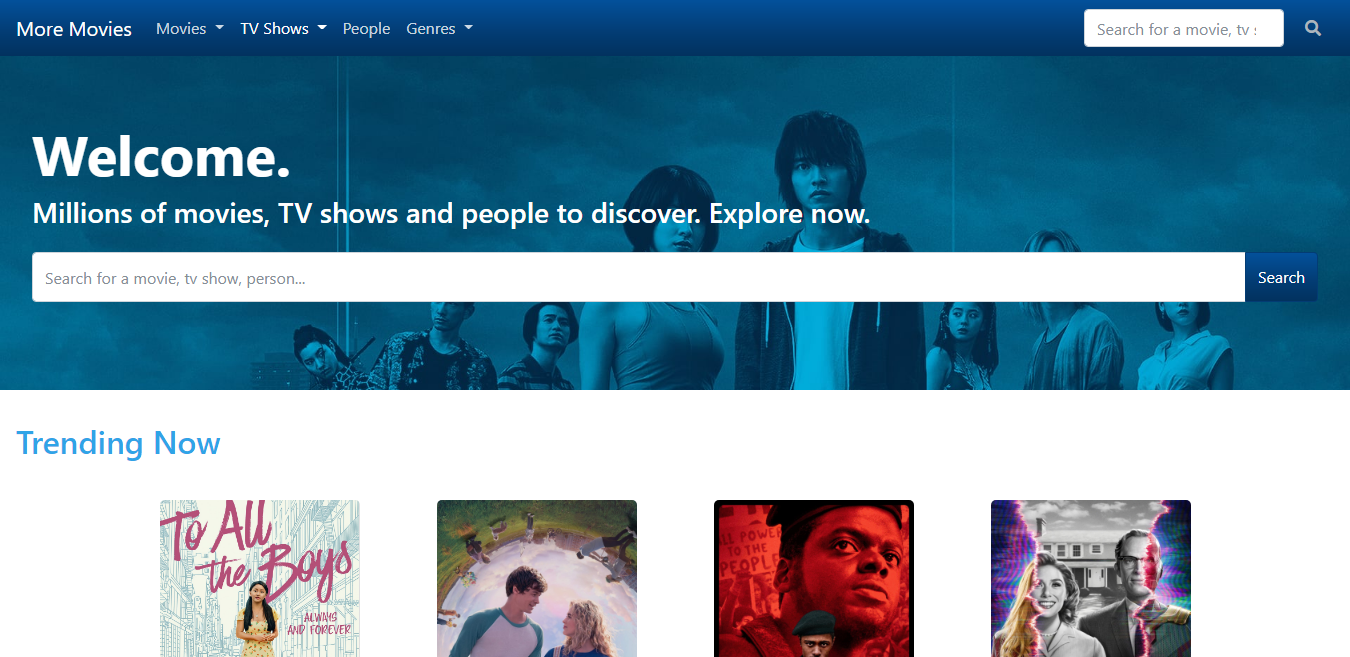 More Movies Movies TV Shows People Genres Search for a movie, tv
Welcome.
Millions of movies, TV shows and people to discover. Explore now.
Search for a movie, tv show, person... Search
Trending Now
To All
the Boys
ALWAYS
AND FOREVER
ALL POWER
TO THE
PEOPLE